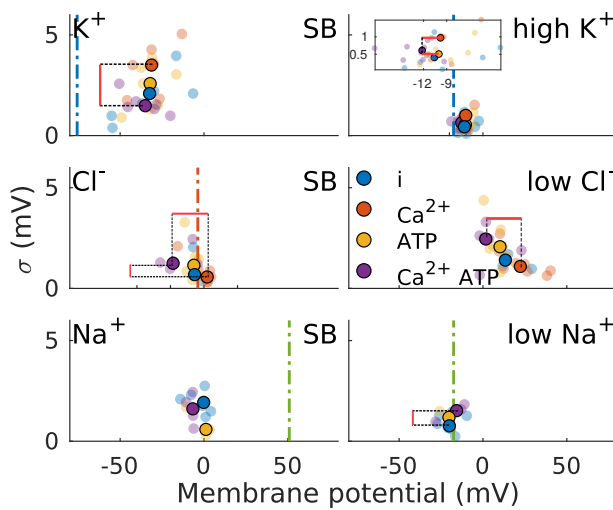 K+ SB high K+
5
0
1
0.5
-12 -9
Cl- SB low Cl-
5
0
i
Ca2+
ATP
Ca2+ ATP
Na+ SB low Na+
5
0
-50 0 50
-50 0 50
σ (mV)
Membrane potential (mV)